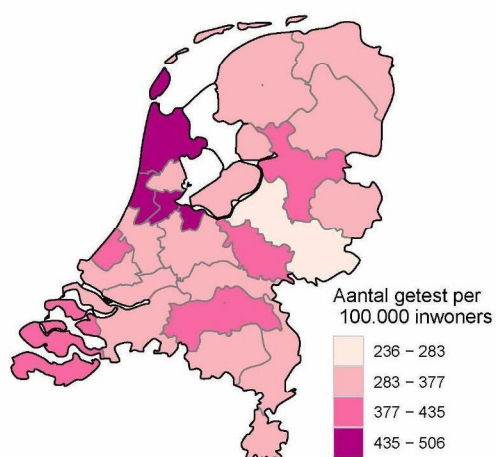 Aantal getest per
100.000 inwoners
236 – 283
283 – 377
377 – 435
435 – 506